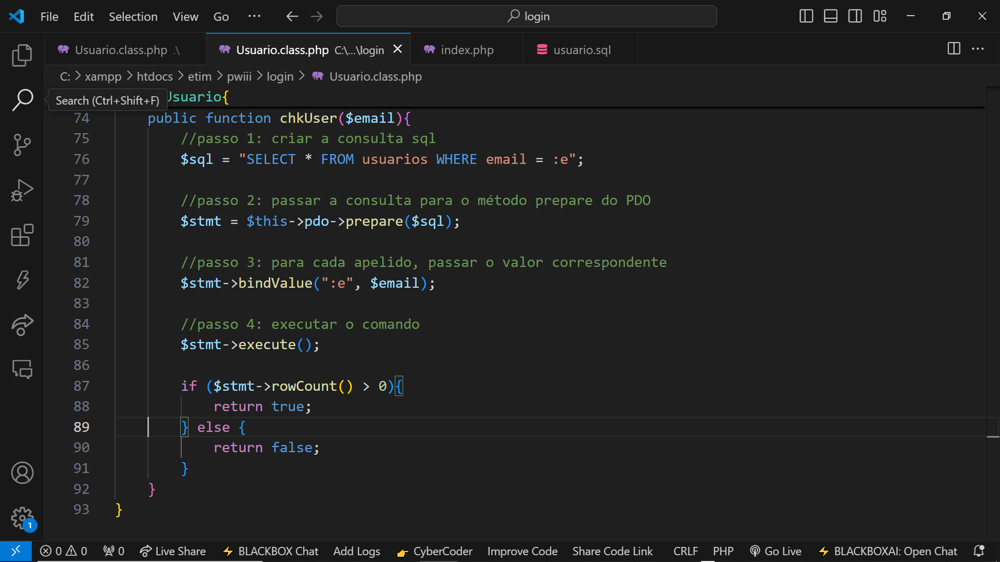 File Edit Selection View Go ··· login
Usuario.class.php .\ Usuario.class.php C:\...\login index.php usuario.sql
C: > xampp > htdocs > etim > pwiii > login > Usuario.class.php
Search (Ctrl+Shift+F)
Usuario{
74 public function chkUser($email){
75 //passo 1: criar a consulta sql
76 $sql = "SELECT * FROM usuarios WHERE email = :e";
77
78 //passo 2: passar a consulta para o método prepare do PDO
79 $stmt = $this->pdo->prepare($sql);
80
81 //passo 3: para cada apelido, passar o valor correspondente
82 $stmt->bindValue(":e", $email);
83
84 //passo 4: executar o comando
85 $stmt->execute();
86
87 if ($stmt->rowCount() > 0){
88 return true;
89 } else {
90 return false;
91 }
92 }
93 }
1
0 0 0 Live Share BLACKBOX Chat Add Logs CyberCoder Improve Code Share Code Link CRLF PHP Go Live BLACKBOXAI: Open Chat